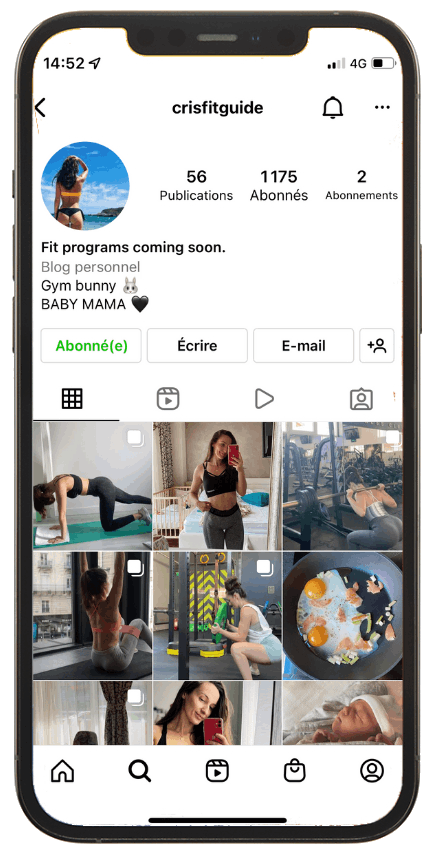 14:52 4G
crisfitguide
56 1175 2
Publications Abonnés Abonnements
Fit programs coming soon.
Blog personnel
Gym bunny 🐰
BABY MAMA 🖤
Abonné(e) Écrire E-mail